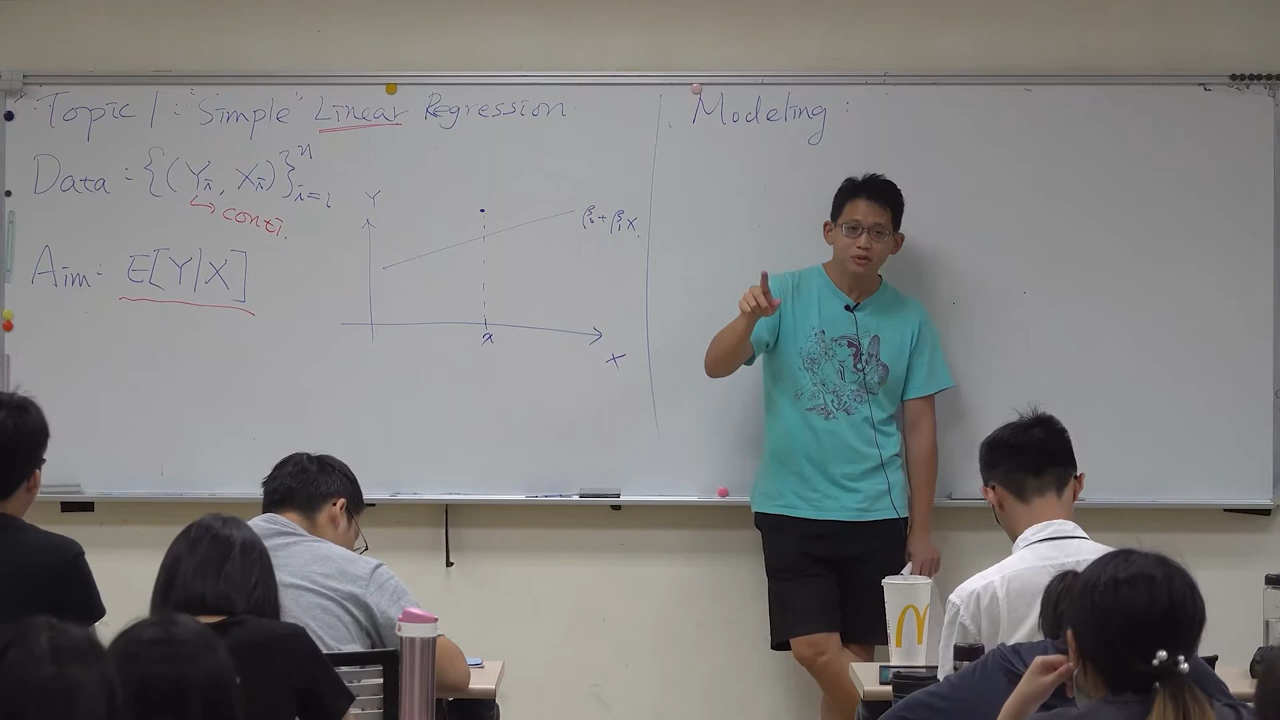 Topic 1 : "Simple" Linear Regression
Data : {(Yᵢ, Xᵢ)}ⁿᵢ₌₁
↳ conti.
Aim: E[Y|X]
Y
β₀ + β₁x
x
X
Modeling :